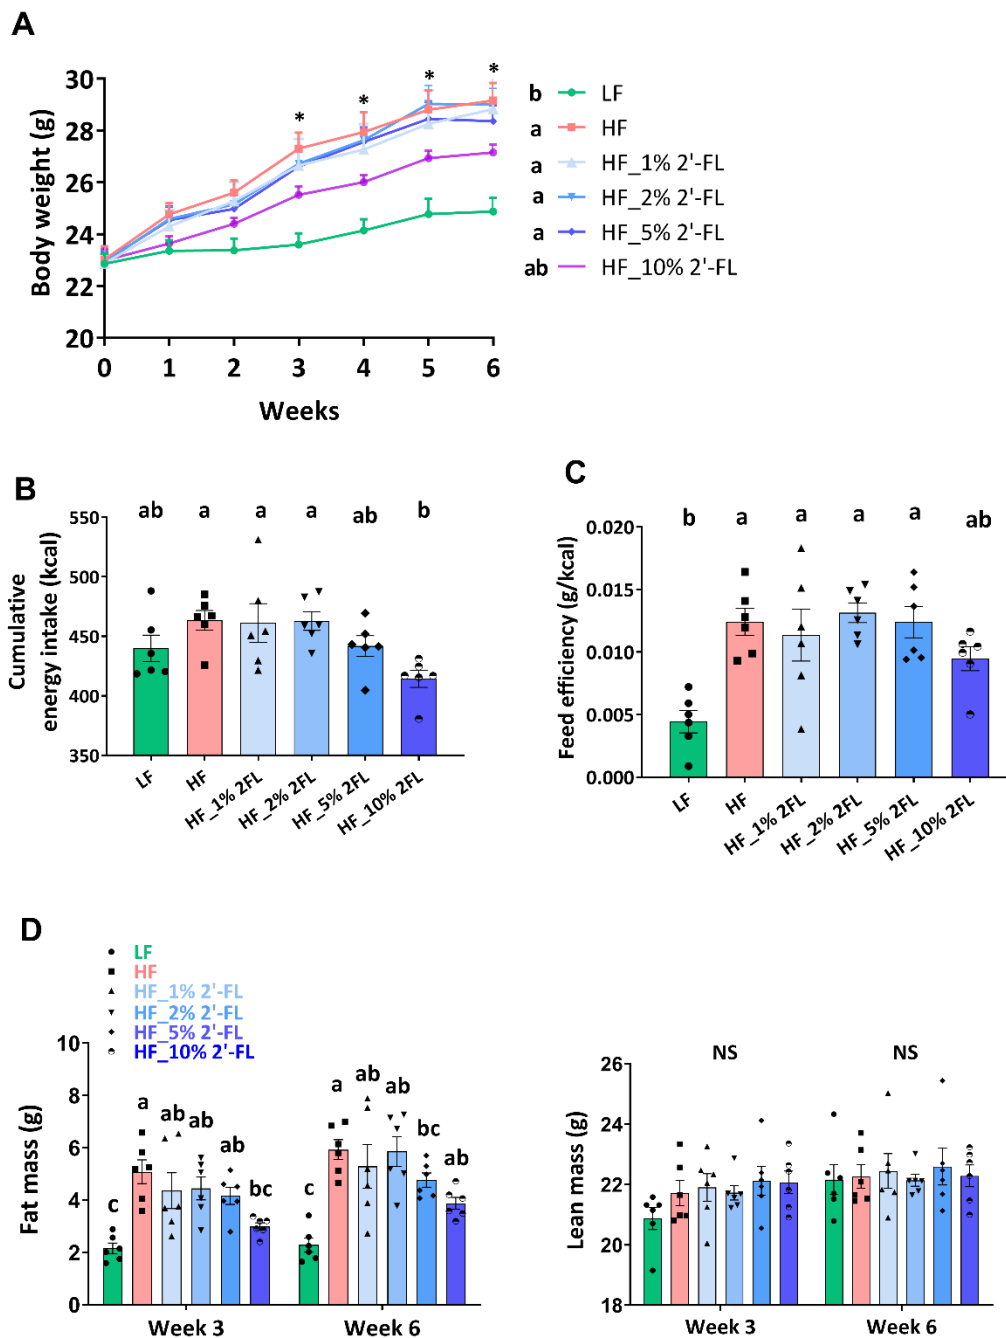 A
Body weight (g)
30
28
26
24
22
20
0 1 2 3 4 5 6
Weeks
* * * *
b LF
a HF
a HF_1% 2'-FL
a HF_2% 2'-FL
a HF_5% 2'-FL
ab HF_10% 2'-FL
B
Cumulative
energy intake (kcal)
550
500
450
400
350
ab a a a ab b
LF HF HF_1% 2FL HF_2% 2FL HF_5% 2FL HF_10% 2FL
C
Feed efficiency (g/kcal)
0.020
0.015
0.010
0.005
0.000
b a a a a ab
LF HF HF_1% 2FL HF_2% 2FL HF_5% 2FL HF_10% 2FL
D
LF
HF
HF_1% 2'-FL
HF_2% 2'-FL
HF_5% 2'-FL
HF_10% 2'-FL
Fat mass (g)
10
8
6
4
2
0
c a ab ab ab bc
c a ab ab bc ab
Week 3 Week 6
Lean mass (g)
26
24
22
20
18
NS NS
Week 3 Week 6